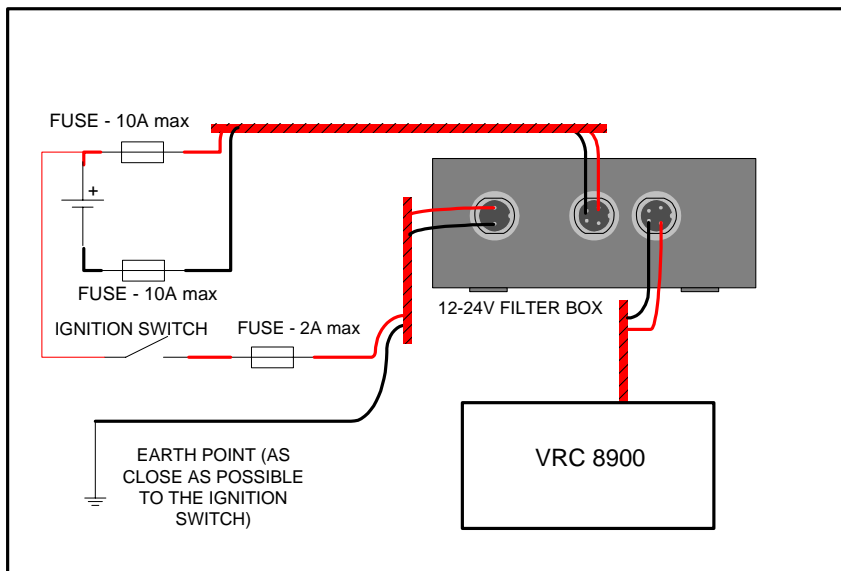 FUSE - 10A max
+
FUSE - 10A max
12-24V FILTER BOX
IGNITION SWITCH
FUSE - 2A max
EARTH POINT (AS
CLOSE AS POSSIBLE
TO THE IGNITION
SWITCH)
VRC 8900